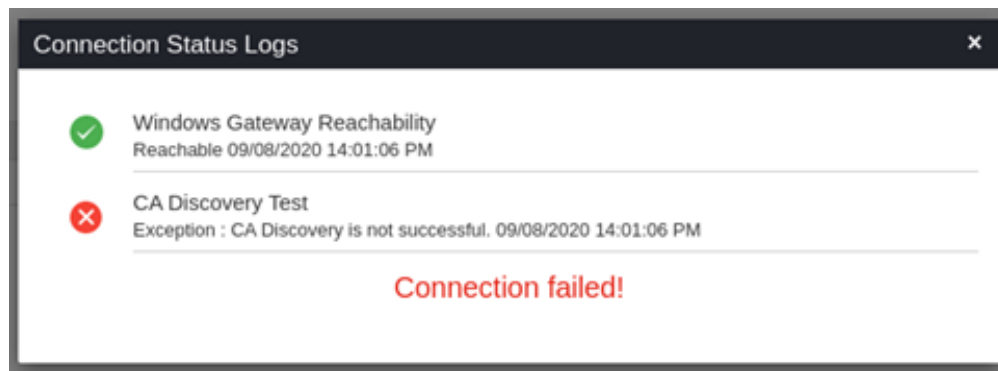 Connection Status Logs
Windows Gateway Reachability
Reachable 09/08/2020 14:01:06 PM
CA Discovery Test
Exception : CA Discovery is not successful. 09/08/2020 14:01:06 PM
Connection failed!